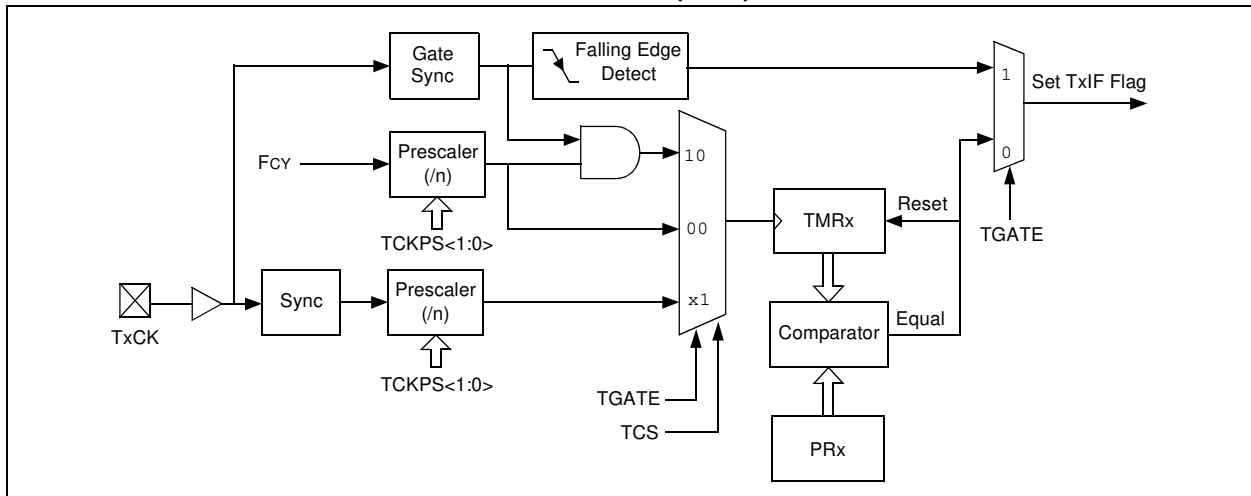 Gate
Sync
Falling Edge
Detect
1
Set TxIF Flag
0
TGATE
FCY
Prescaler
(/n)
TCKPS<1:0>
10
00
x1
TMRx
Reset
TxCK
Sync
Prescaler
(/n)
TCKPS<1:0>
Comparator
Equal
TGATE
TCS
PRx